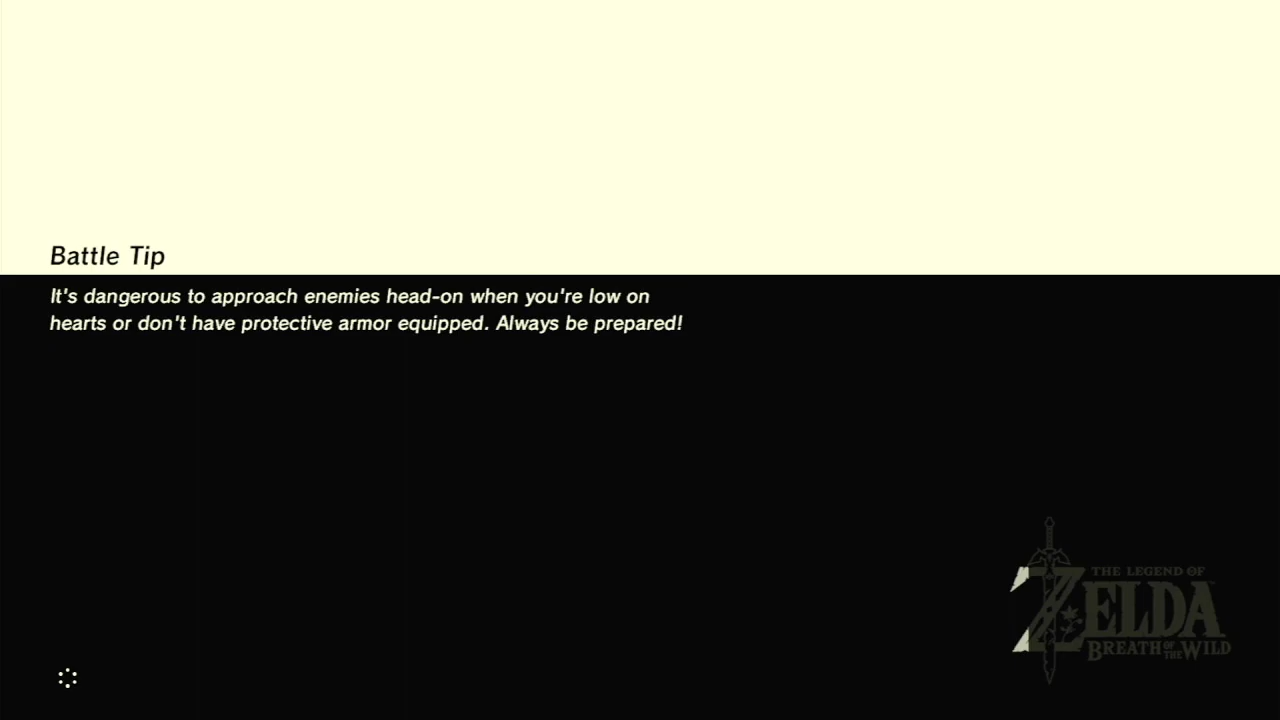 Battle Tip
It's dangerous to approach enemies head-on when you're low on
hearts or don't have protective armor equipped. Always be prepared!
THE LEGEND OF
ZELDA
BREATH OF THE WILD